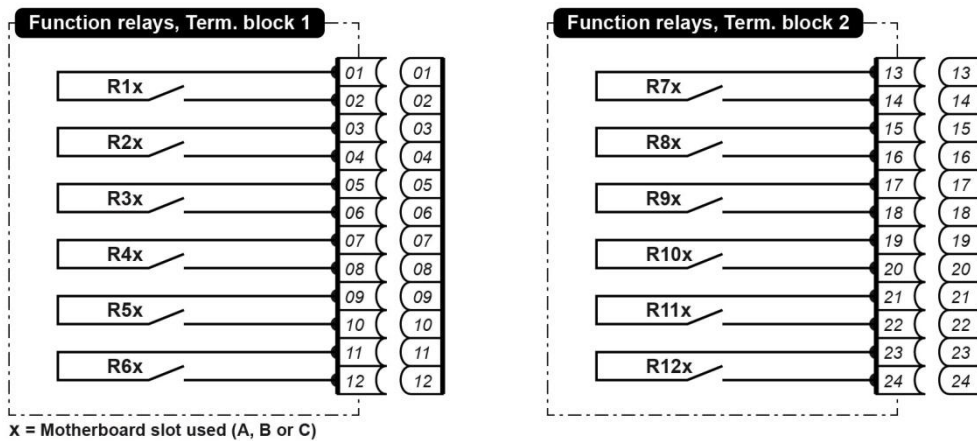 Function relays, Term. block 1
R1x
01 01
02 02
R2x
03 03
04 04
R3x
05 05
06 06
R4x
07 07
08 08
R5x
09 09
10 10
R6x
11 11
12 12
x = Motherboard slot used (A, B or C)
Function relays, Term. block 2
R7x
13 13
14 14
R8x
15 15
16 16
R9x
17 17
18 18
R10x
19 19
20 20
R11x
21 21
22 22
R12x
23 23
24 24